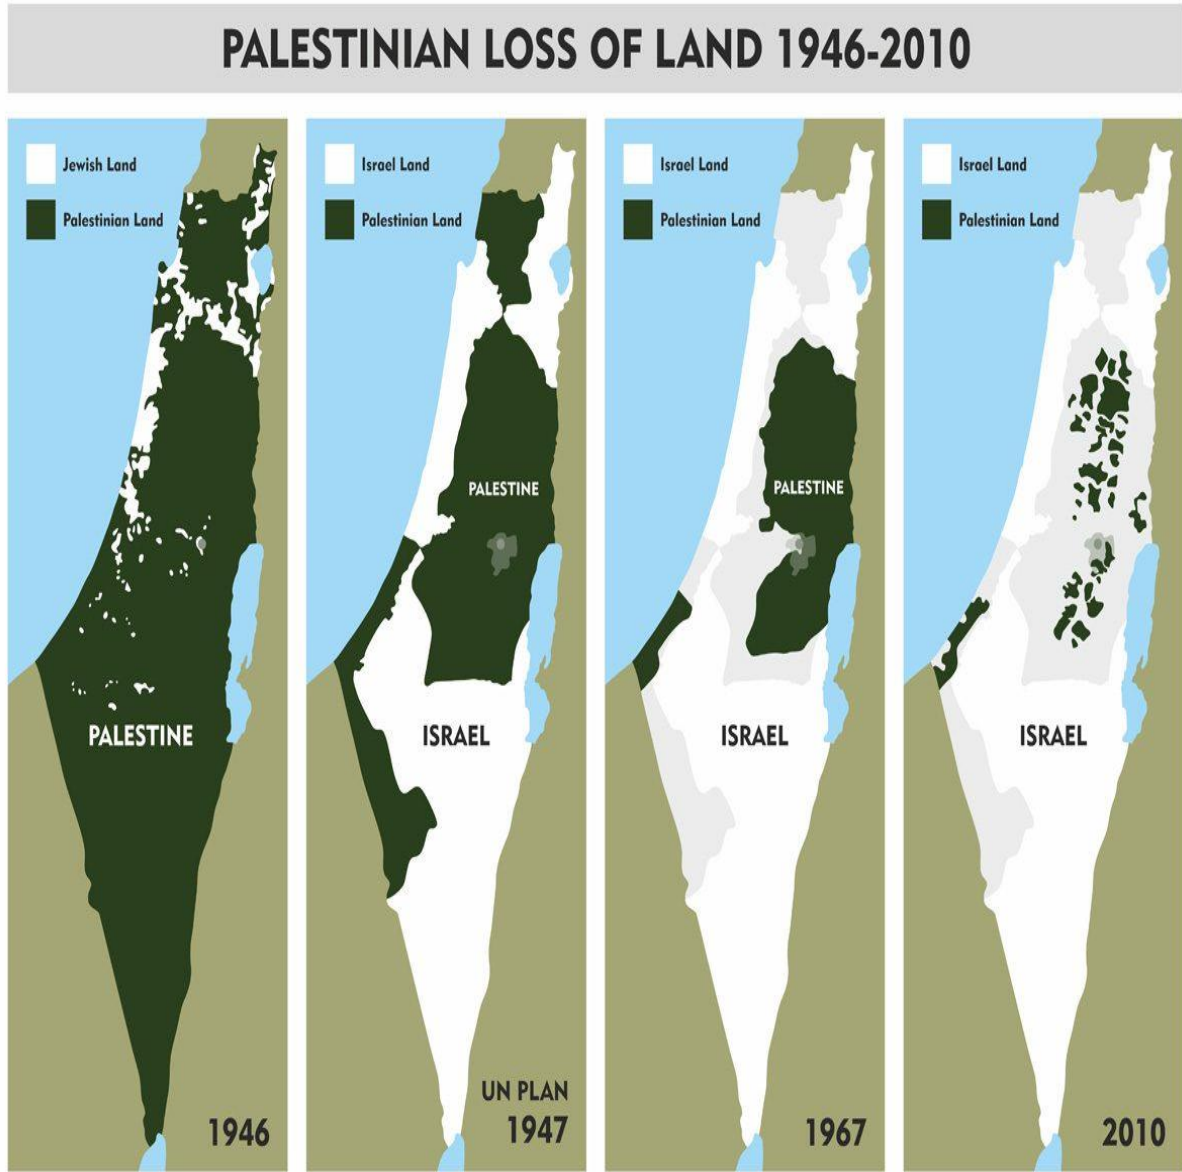 PALESTINIAN LOSS OF LAND 1946-2010
Jewish Land
Palestinian Land
PALESTINE
1946
Israel Land
Palestinian Land
PALESTINE
ISRAEL
UN PLAN
1947
Israel Land
Palestinian Land
PALESTINE
ISRAEL
1967
Israel Land
Palestinian Land
ISRAEL
2010